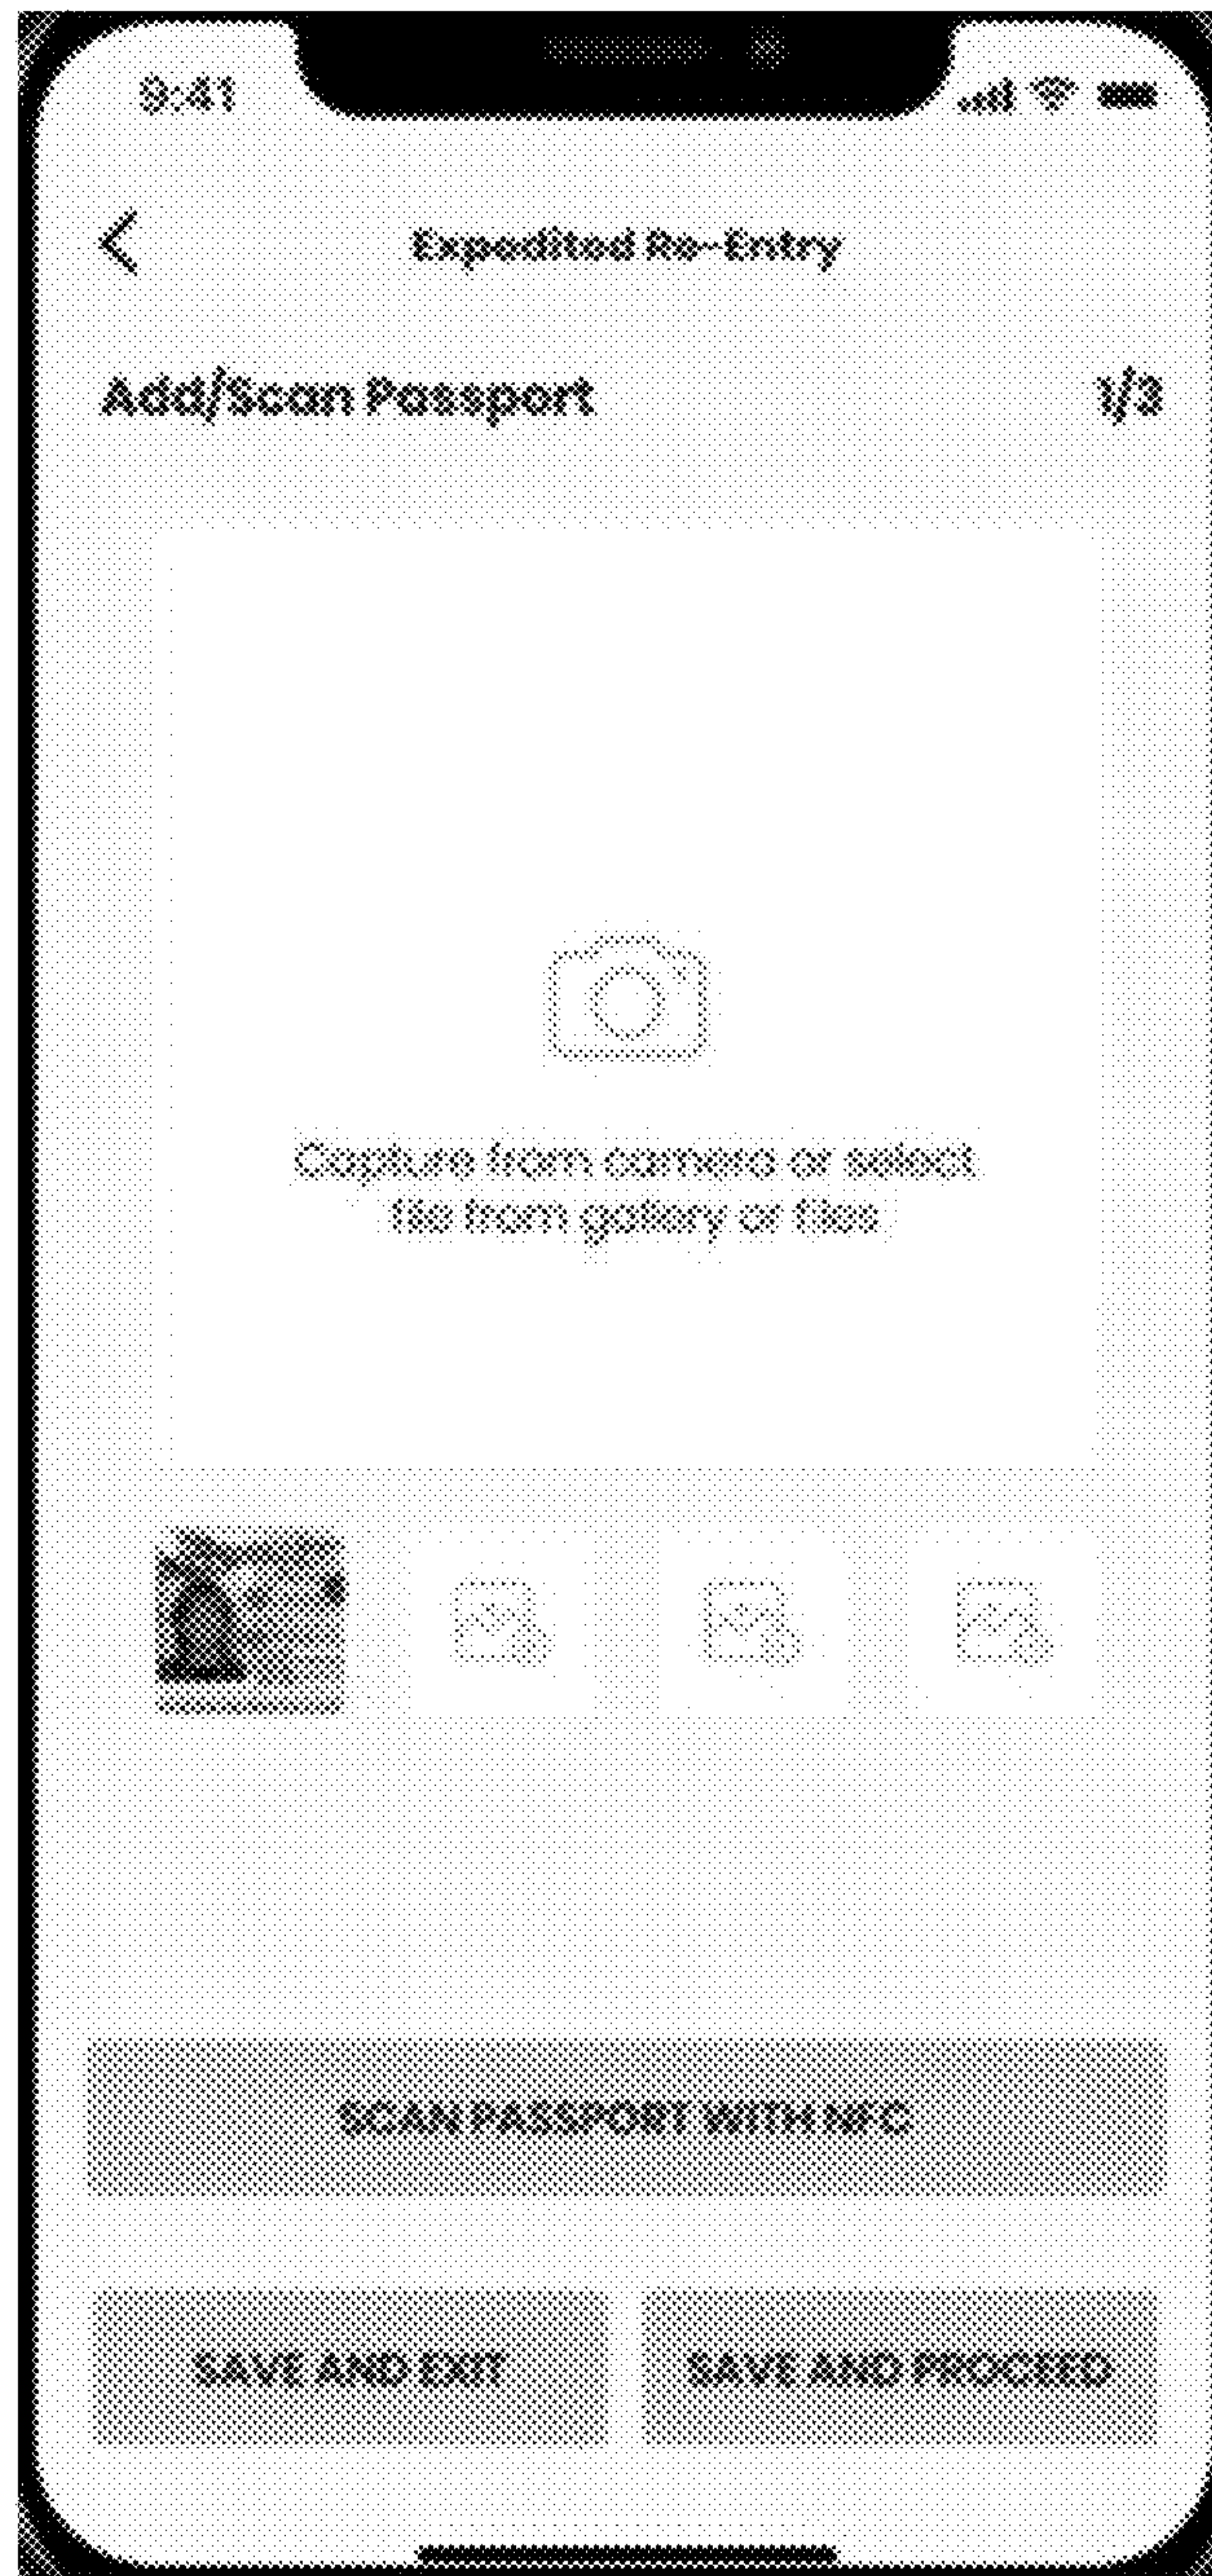 9:41
Expedited Re-Entry
Add/Scan Passport 1/3
Capture from camera or select
file from gallery or files
SCAN PASSPORT WITH NFC
SAVE AND EXIT SAVE AND PROCEED